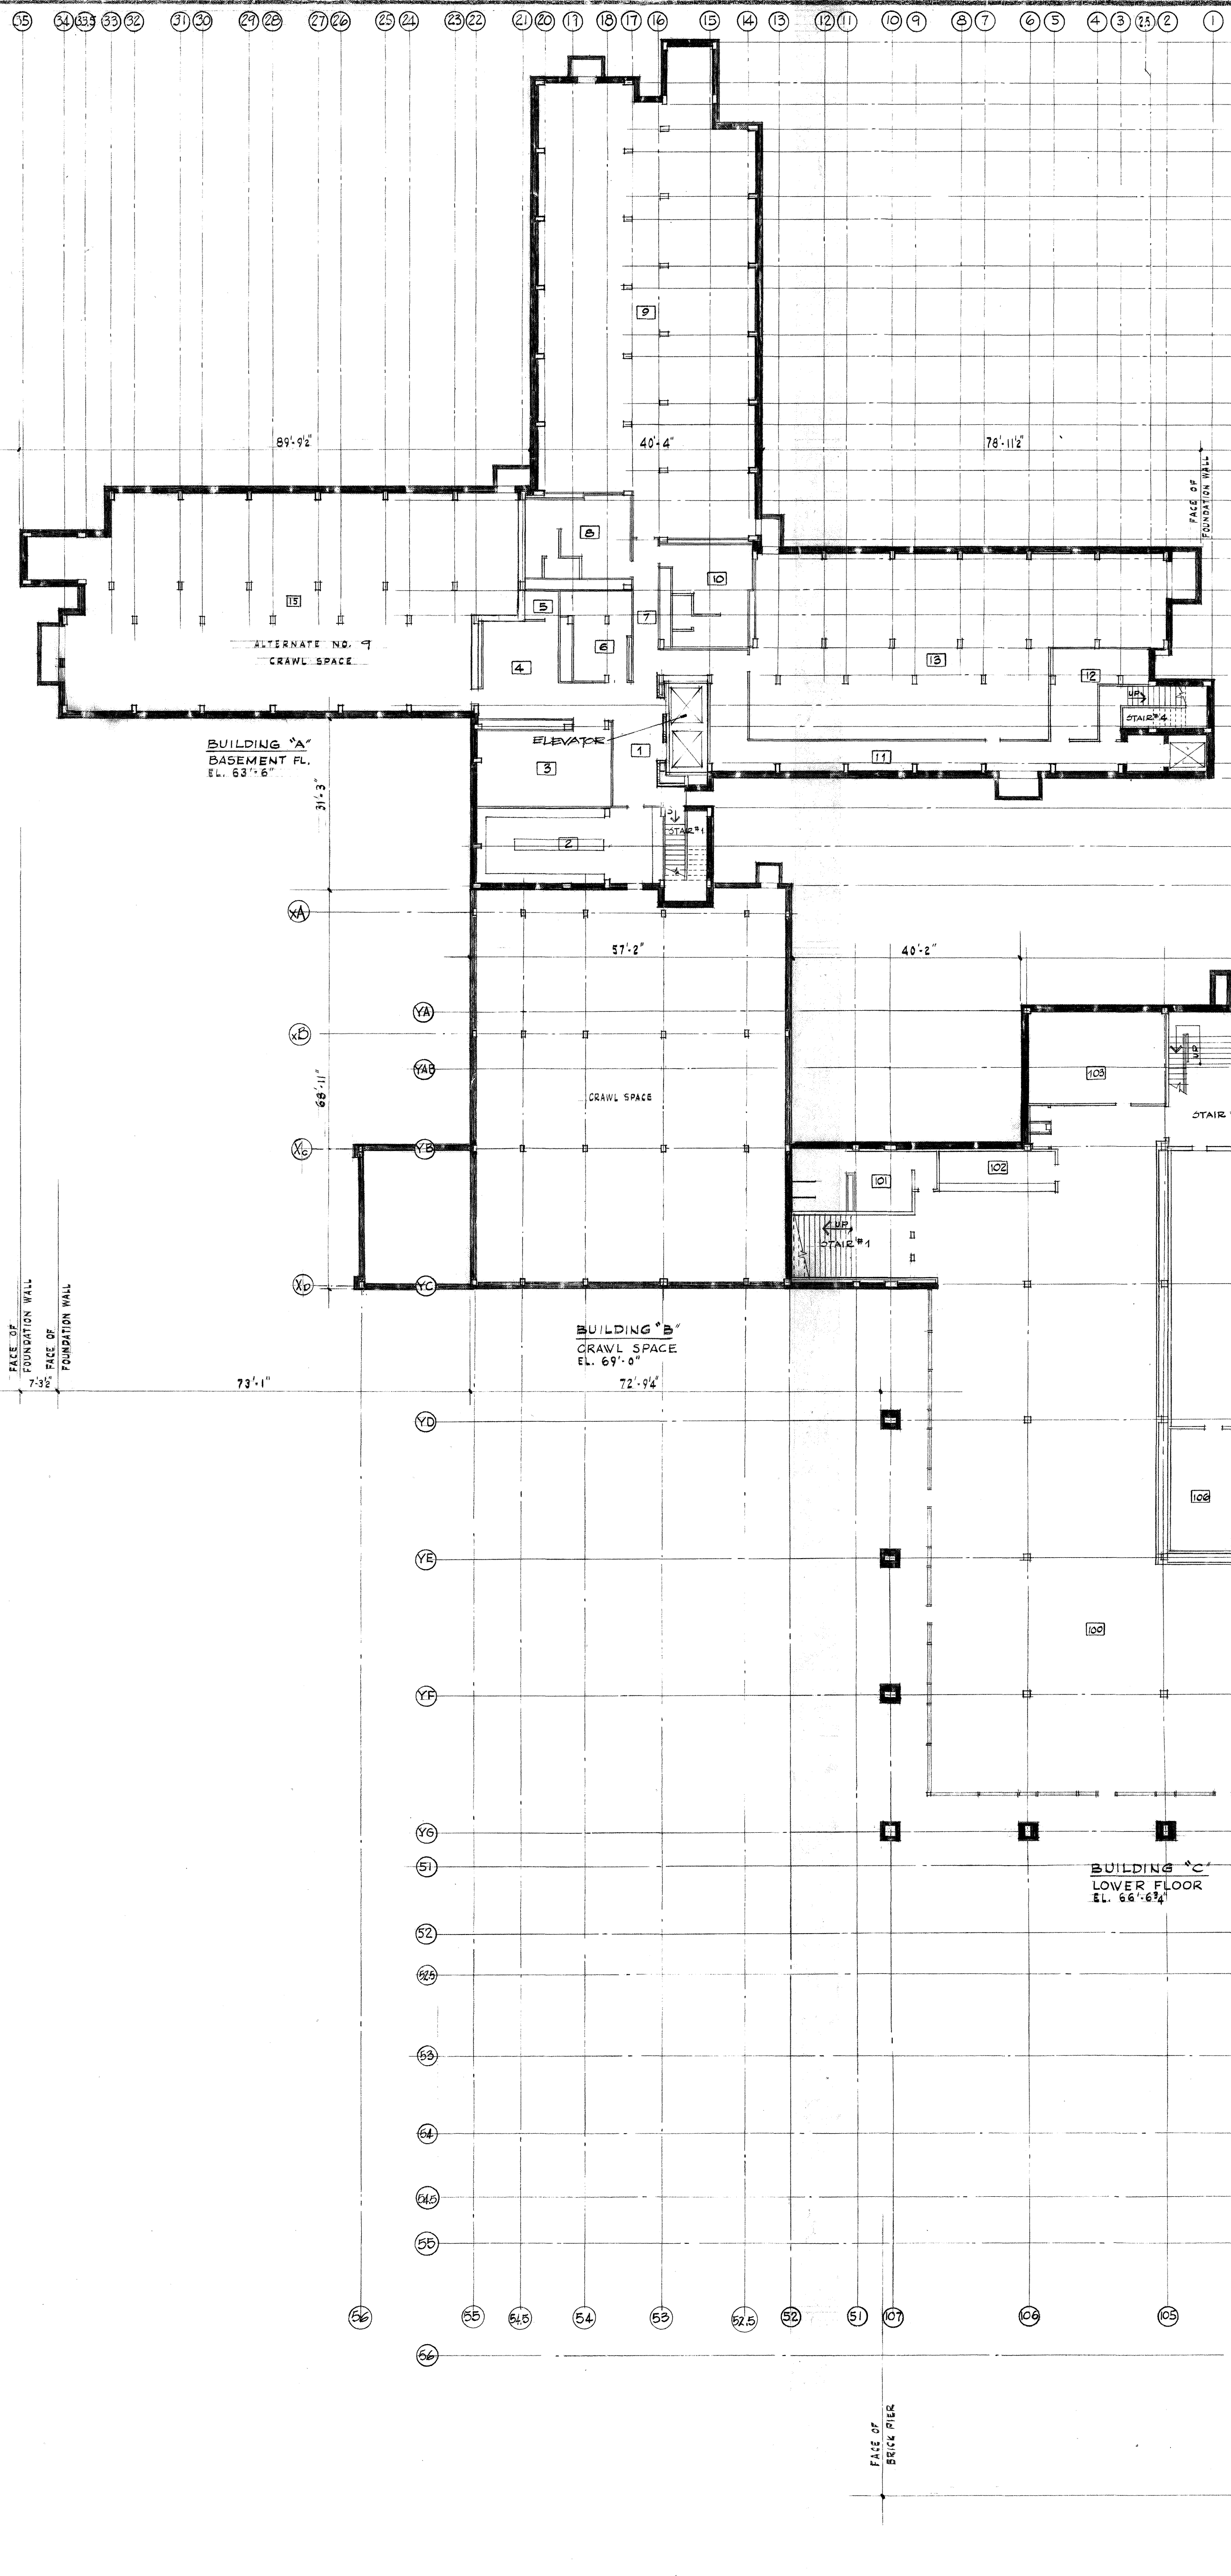 35 34 33.5 33 32 31 30 29 28 27 26 25 24 23 22 21 20 19 18 17 16 15 14 13 12 11 10 9 8 7 6 5 4 3 2.5 2 1
9
89'-9½"
40'-4"
78'-11½"
FACE OF
FOUNDATION WALL
8
10
15
5
7
6
ALTERNATE NO. 9
CRAWL SPACE
4
13
12
UP
STAIR #4
ELEVATOR
1
3
11
BUILDING "A"
BASEMENT FL.
EL. 63'-6"
31'-3"
STAIR #1
2
XA
57'-2"
40'-2"
YA
XB
YAB
68'-11"
CRAWL SPACE
103
UP
STAIR
Xc
YB
101
102
UP
STAIR #1
XD
YC
FACE OF
FOUNDATION WALL
FACE OF
FOUNDATION WALL
BUILDING "B"
CRAWL SPACE
EL. 69'-0"
7'-3½"
73'-1"
72'-9¼"
YD
106
YE
100
YF
YG
51
BUILDING "C"
LOWER FLOOR
EL. 66'-6¾"
52
52.5
53
54
54.5
55
56 55 54.5 54 53 52.5 52 51 107 106 105
56
FACE OF
BRICK PIER